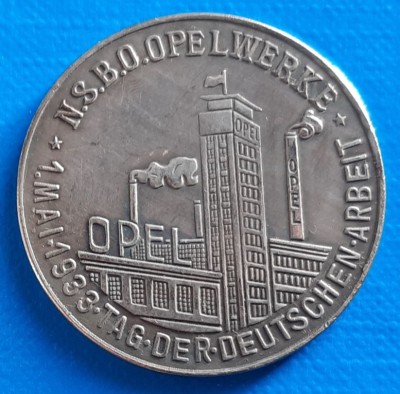 N.S.B.O. OPELWERKE
* 1. MAI · 1933 · TAG · DER · DEUTSCHEN · ARBEIT *
OPEL
OPEL
OPEL